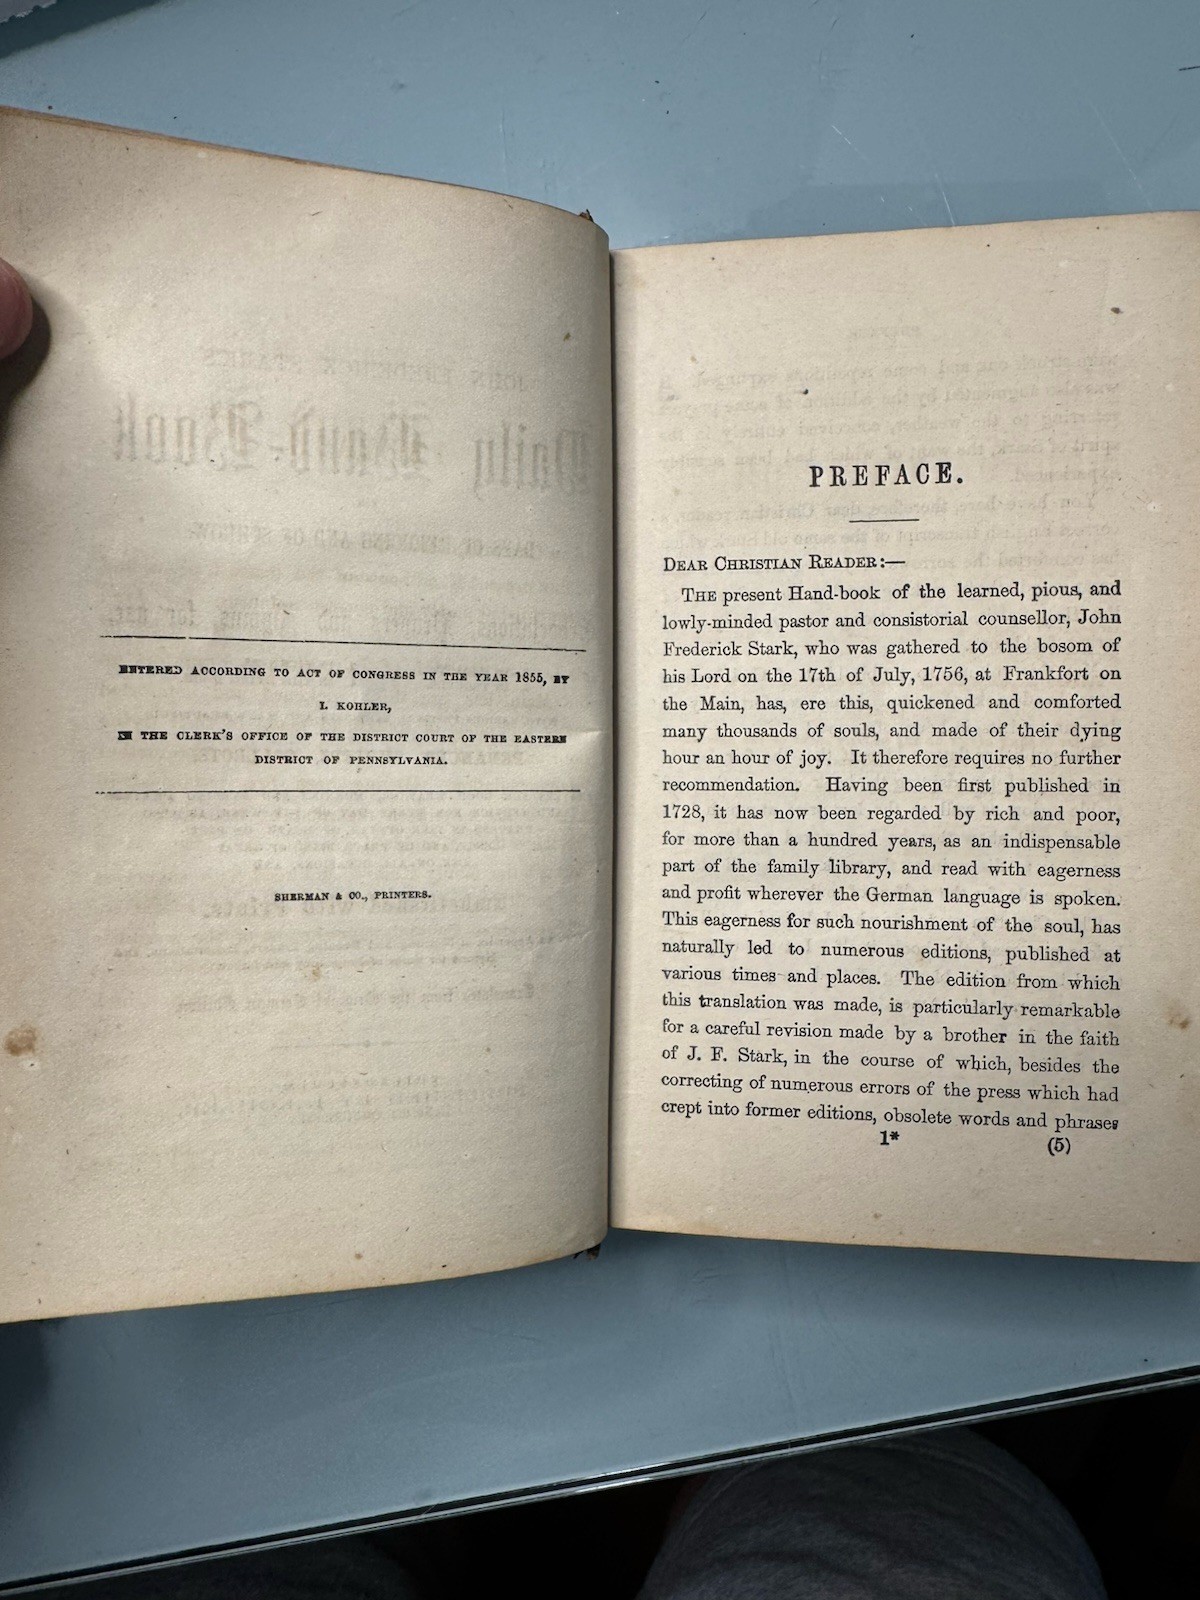 ENTERED ACCORDING TO ACT OF CONGRESS IN THE YEAR 1855, BY
I. KOHLER,
IN THE CLERK'S OFFICE OF THE DISTRICT COURT OF THE EASTERN
DISTRICT OF PENNSYLVANIA.
SHERMAN & CO., PRINTERS.
PREFACE.
DEAR CHRISTIAN READER:—
THE present Hand-book of the learned, pious, and
lowly-minded pastor and consistorial counsellor, John
Frederick Stark, who was gathered to the bosom of
his Lord on the 17th of July, 1756, at Frankfort on
the Main, has, ere this, quickened and comforted
many thousands of souls, and made of their dying
hour an hour of joy. It therefore requires no further
recommendation. Having been first published in
1728, it has now been regarded by rich and poor,
for more than a hundred years, as an indispensable
part of the family library, and read with eagerness
and profit wherever the German language is spoken.
This eagerness for such nourishment of the soul, has
naturally led to numerous editions, published at
various times and places. The edition from which
this translation was made, is particularly remarkable
for a careful revision made by a brother in the faith
of J. F. Stark, in the course of which, besides the
correcting of numerous errors of the press which had
crept into former editions, obsolete words and phrases
1* (5)